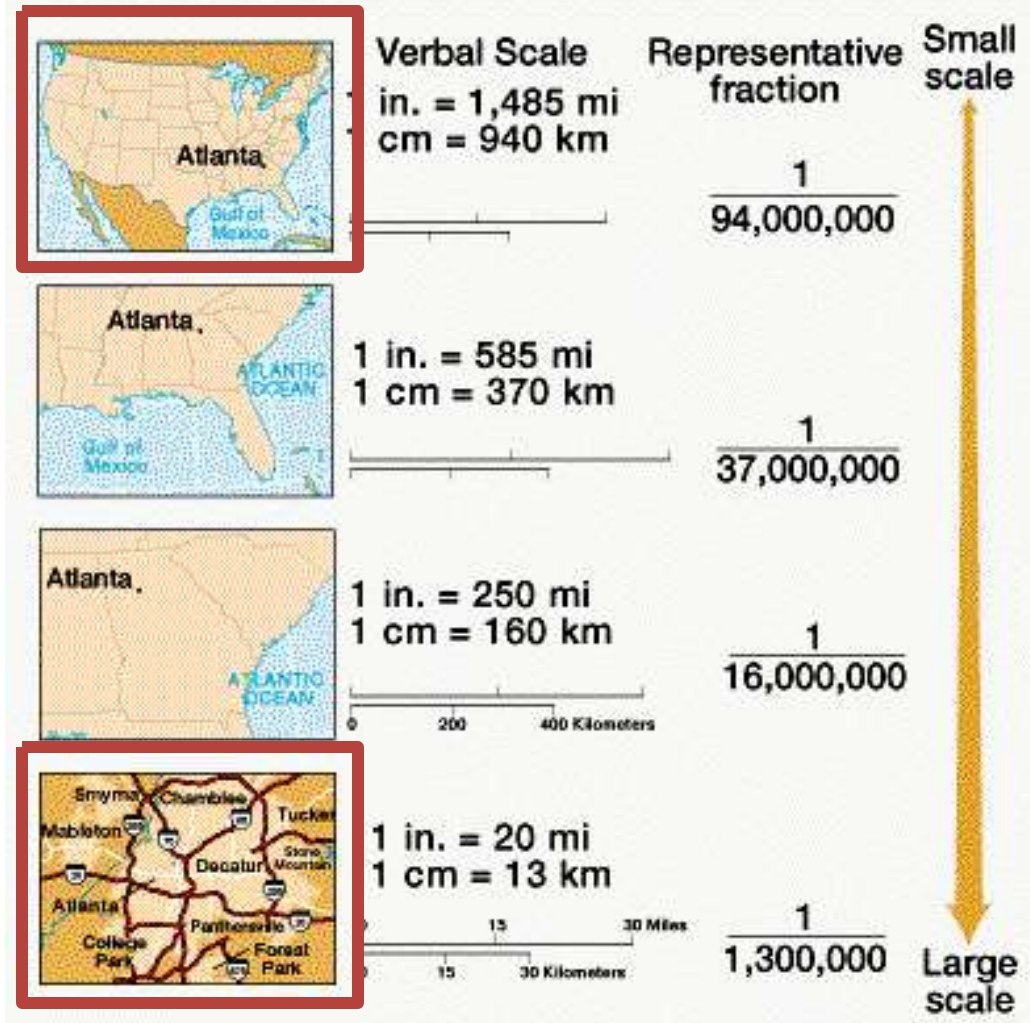 Verbal Scale
Representative
fraction
Small
scale
in. = 1,485 mi
cm = 940 km
1
94,000,000
Atlanta
Gulf of
Mexico
Atlanta
ATLANTIC
OCEAN
Gulf of
Mexico
1 in. = 585 mi
1 cm = 370 km
1
37,000,000
Atlanta
ATLANTIC
OCEAN
1 in. = 250 mi
1 cm = 160 km
0 200 400 Kilometers
1
16,000,000
Smyrna
Chamblee
Tucker
Mableton
Decatur
Stone
Mountain
Atlanta
Panthersville
College
Park
Forest
Park
1 in. = 20 mi
1 cm = 13 km
15 30 Miles
15 30 Kilometers
1
1,300,000
Large
scale